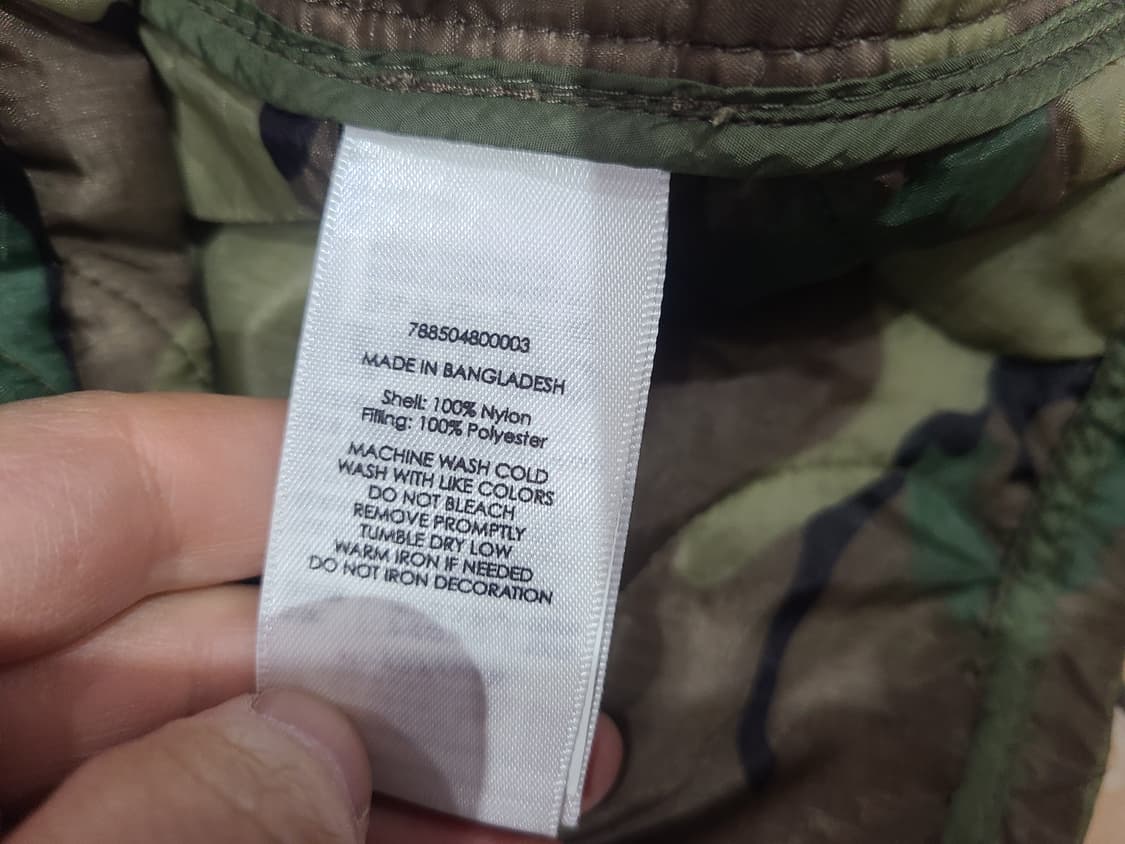 788504800003
MADE IN BANGLADESH
Shell: 100% Nylon
Filling: 100% Polyester
MACHINE WASH COLD
WASH WITH LIKE COLORS
DO NOT BLEACH
REMOVE PROMPTLY
TUMBLE DRY LOW
WARM IRON IF NEEDED
DO NOT IRON DECORATION